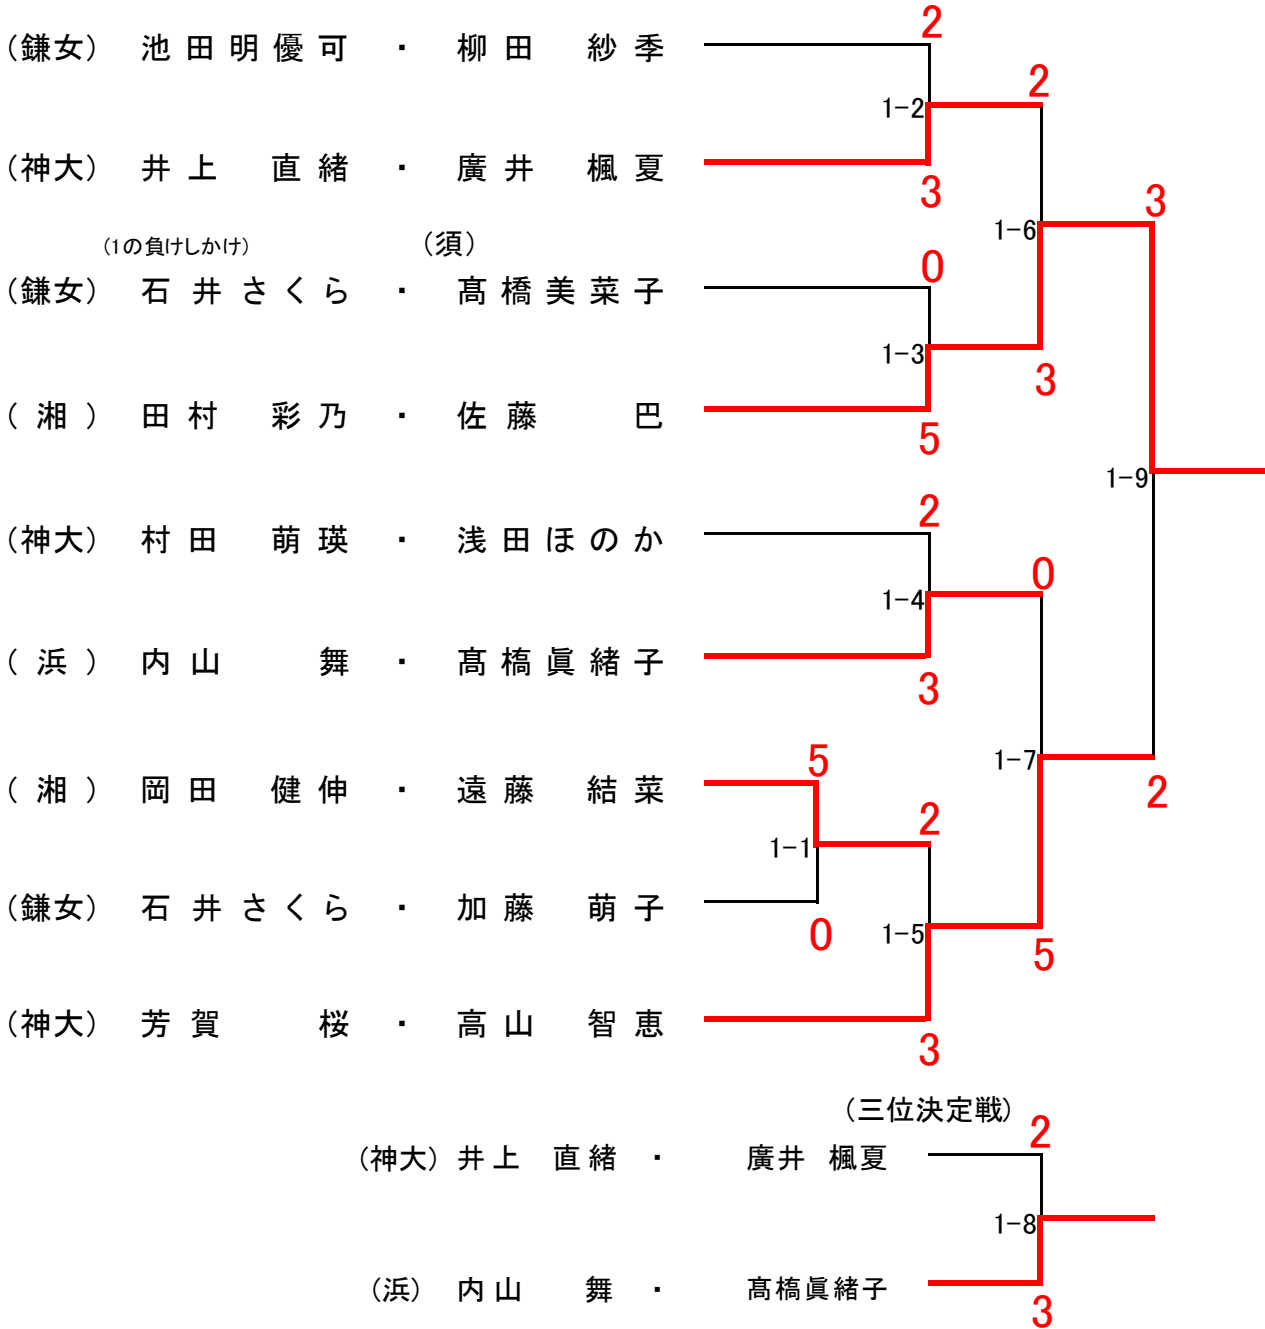 2
(鎌女) 池田明優可 ・ 柳田 紗季
2
1-2
(神大) 井上 直緒 ・ 廣井 楓夏
3
3
1-6
(1の負けしかけ) (須)
0
(鎌女) 石井さくら ・ 髙橋美菜子
1-3
3
(湘) 田村 彩乃 ・ 佐藤 巴
5
1-9
2
(神大) 村田 萌瑛 ・ 浅田ほのか
0
1-4
(浜) 内山 舞 ・ 髙橋眞緒子
3
5
1-7
(湘) 岡田 健伸 ・ 遠藤 結菜
2
2
1-1
(鎌女) 石井さくら ・ 加藤 萌子
0
1-5
5
(神大) 芳賀 桜 ・ 高山 智恵
3
(三位決定戦)
2
(神大) 井上 直緒 ・ 廣井 楓夏
1-8
(浜) 内山 舞 ・ 髙橋眞緒子
3